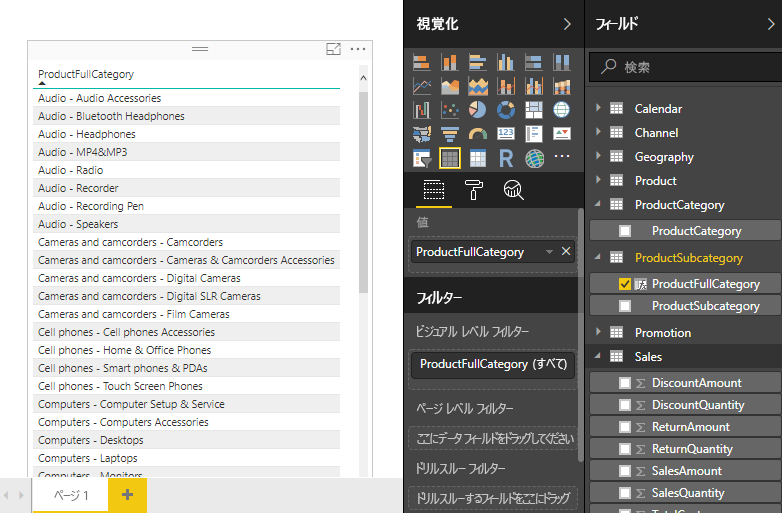 ProductFullCategory
Audio - Audio Accessories
Audio - Bluetooth Headphones
Audio - Headphones
Audio - MP4&MP3
Audio - Radio
Audio - Recorder
Audio - Recording Pen
Audio - Speakers
Cameras and camcorders - Camcorders
Cameras and camcorders - Cameras & Camcorders Accessories
Cameras and camcorders - Digital Cameras
Cameras and camcorders - Digital SLR Cameras
Cameras and camcorders - Film Cameras
Cell phones - Cell phones Accessories
Cell phones - Home & Office Phones
Cell phones - Smart phones & PDAs
Cell phones - Touch Screen Phones
Computers - Computer Setup & Service
Computers - Computers Accessories
Computers - Desktops
Computers - Laptops
Computers - Monitors
ページ 1
視覚化
123
R
値
ProductFullCategory
フィルター
ビジュアル レベル フィルター
ProductFullCategory (すべて)
ページ レベル フィルター
ここにデータ フィールドをドラッグしてください
ドリルスルー フィルター
ドリルスルーするフィールドをここにドラッグ
フィールド
検索
Calendar
Channel
Geography
Product
ProductCategory
ProductCategory
ProductSubcategory
ProductFullCategory
ProductSubcategory
Promotion
Sales
DiscountAmount
DiscountQuantity
ReturnAmount
ReturnQuantity
SalesAmount
SalesQuantity